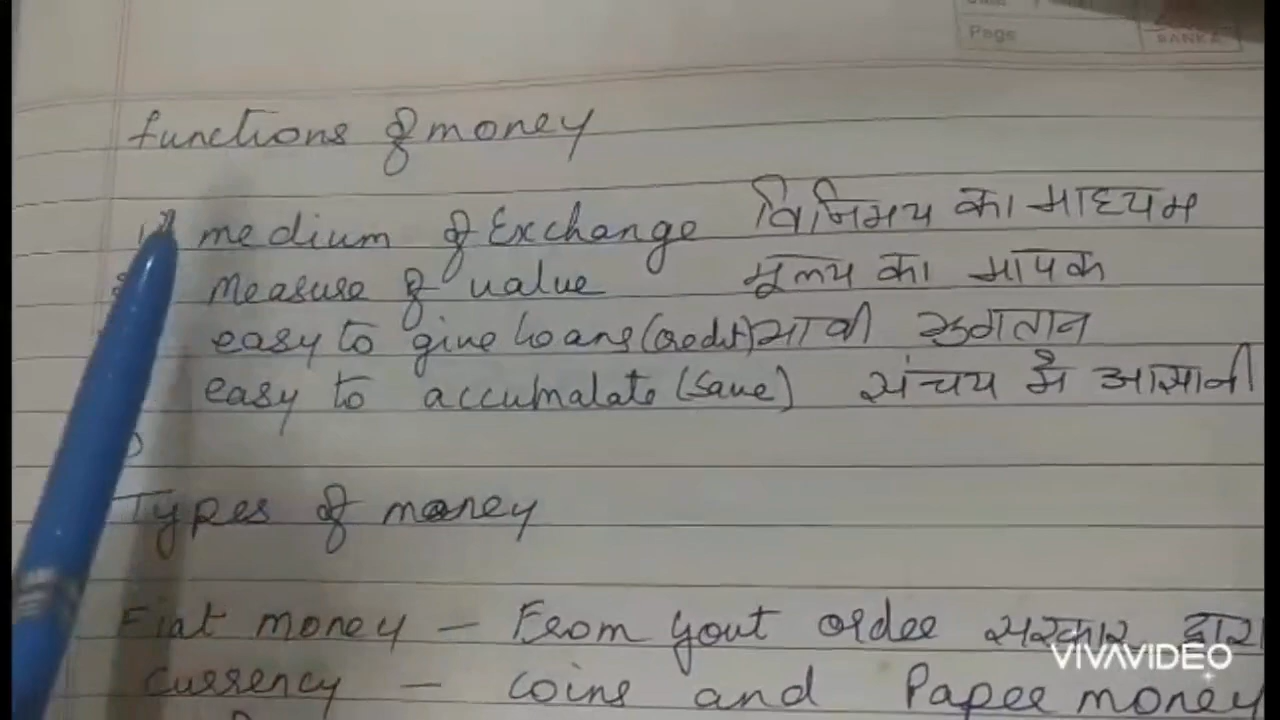 Page
functions of money
1) medium of Exchange विनिमय का माध्यम
measure of value मूल्य का मापक
easy to give loans (credit) भावी भुगतान
easy to accumalate (save) संचय मे आसानी
Types of money
Fiat money – From govt order सरकार द्वारा
currency – coins and Paper money
VIVAVIDEO